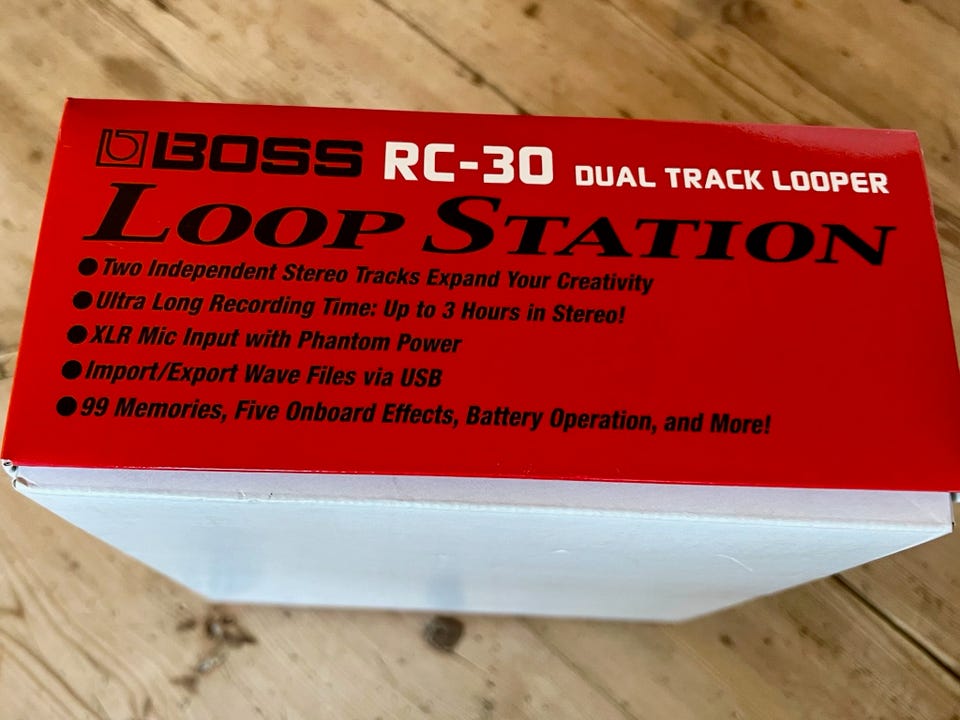 BOSS RC-30 DUAL TRACK LOOPER
LOOP STATION
●Two Independent Stereo Tracks Expand Your Creativity
●Ultra Long Recording Time: Up to 3 Hours in Stereo!
●XLR Mic Input with Phantom Power
●Import/Export Wave Files via USB
●99 Memories, Five Onboard Effects, Battery Operation, and More!